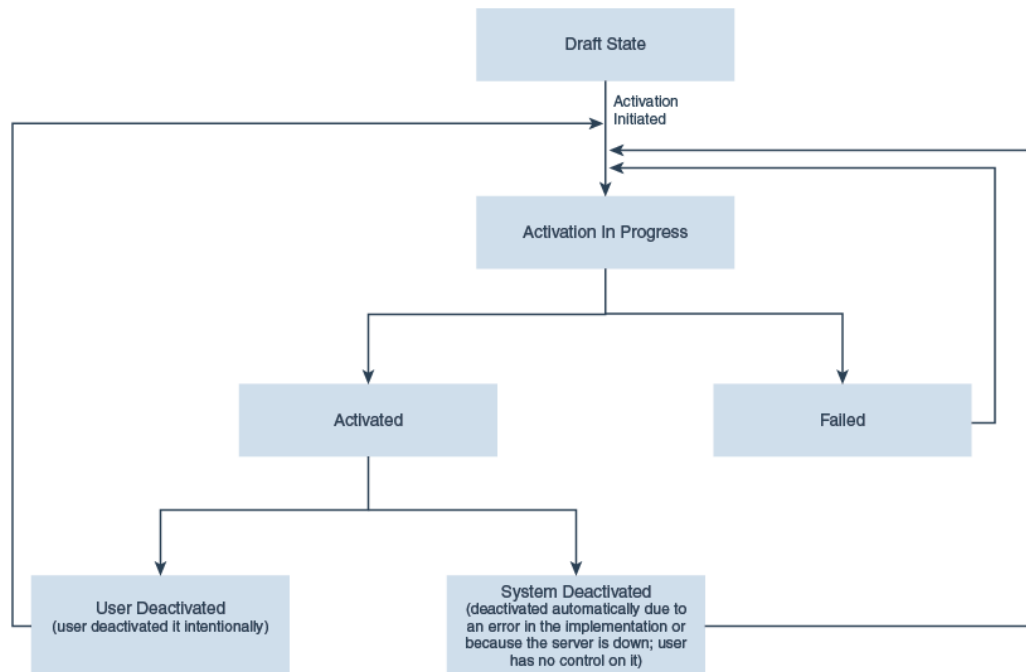 Draft State
Activation
Initiated
Activation In Progress
Activated
Failed
User Deactivated
(user deactivated it intentionally)
System Deactivated
(deactivated automatically due to
an error in the implementation or
because the server is down; user
has no control on it)